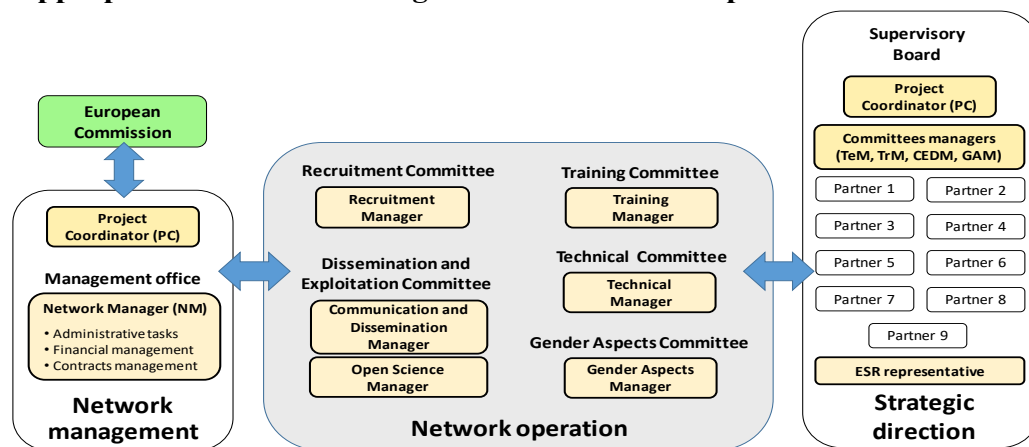 European
Commission
Project
Coordinator (PC)
Management office
Network Manager (NM)
• Administrative tasks
• Financial management
• Contracts management
Network
management
Recruitment Committee
Recruitment
Manager
Dissemination and
Exploitation Committee
Communication and
Dissemination
Manager
Open Science
Manager
Training Committee
Training
Manager
Technical Committee
Technical
Manager
Gender Aspects Committee
Gender Aspects
Manager
Network operation
Supervisory
Board
Project
Coordinator (PC)
Committees managers
(TeM, TrM, CEDM, GAM)
Partner 1
Partner 2
Partner 3
Partner 4
Partner 5
Partner 6
Partner 7
Partner 8
Partner 9
ESR representative
Strategic
direction